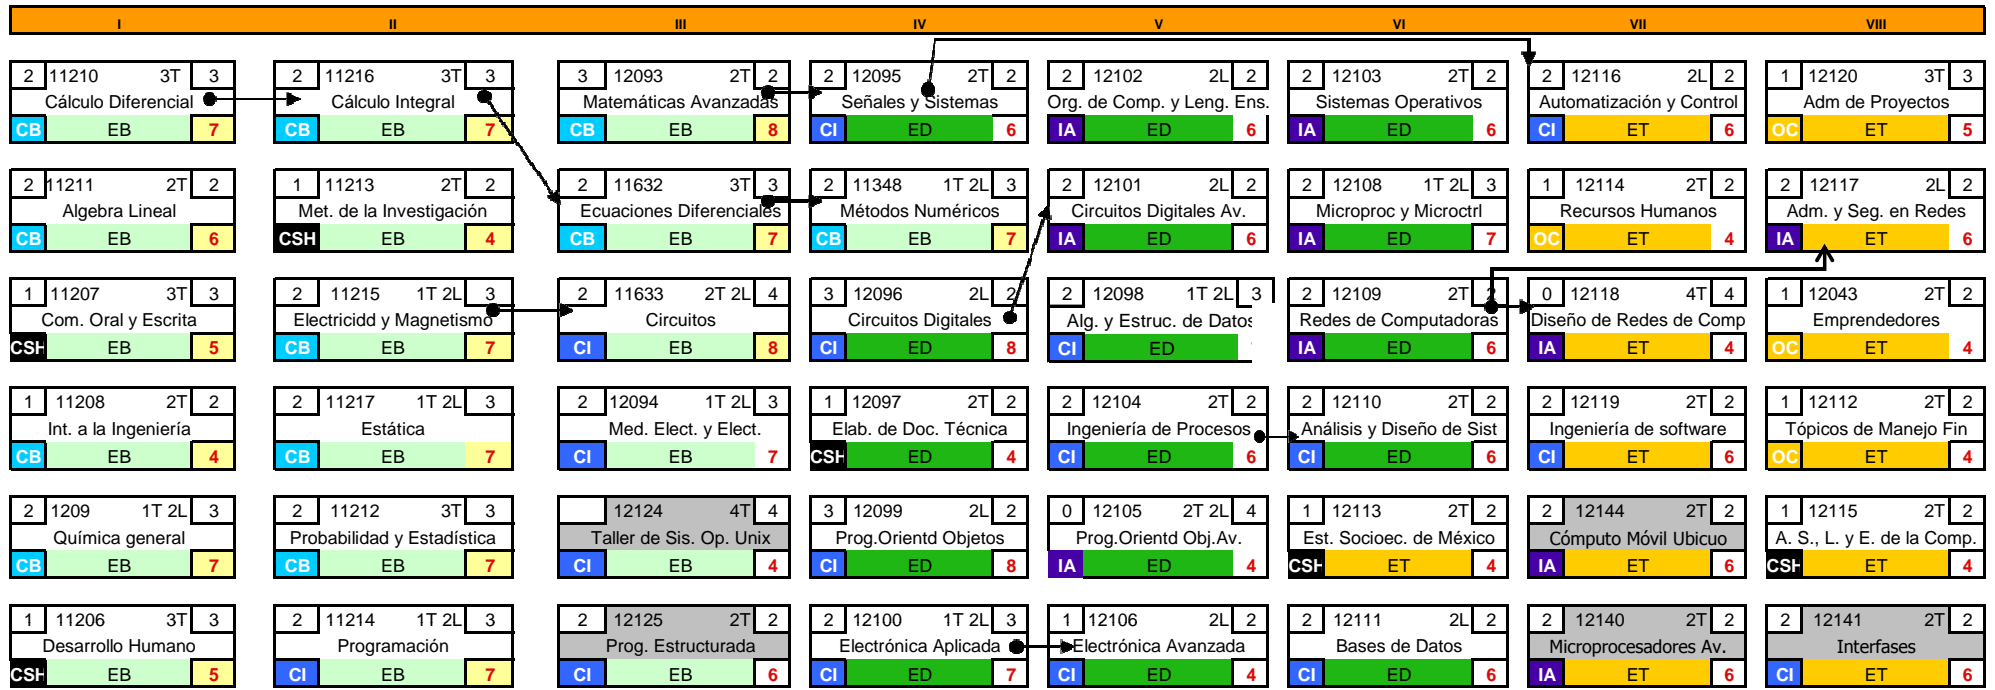 I II III IV V VI VII VIII
2 11210 3T 3 2 11216 3T 3 3 12093 2T 2 2 12095 2T 2 2 12102 2L 2 2 12103 2T 2 2 12116 2L 2 1 12120 3T 3
Cálculo Diferencial Cálculo Integral Matemáticas Avanzadas Señales y Sistemas Org. de Comp. y Leng. Ens. Sistemas Operativos Automatización y Control Adm de Proyectos
CB EB 7 CB EB 7 CB EB 8 CI ED 6 IA ED 6 IA ED 6 CI ET 6 OC ET 5
2 11211 2T 2 1 11213 2T 2 2 11632 3T 3 2 11348 1T 2L 3 2 12101 2L 2 2 12108 1T 2L 3 1 12114 2T 2 2 12117 2L 2
Algebra Lineal Met. de la Investigación Ecuaciones Diferenciales Métodos Numéricos Circuitos Digitales Av. Microproc y Microctrl Recursos Humanos Adm. y Seg. en Redes
CB EB 6 CSH EB 4 CB EB 7 CB EB 7 IA ED 6 IA ED 7 OC ET 4 IA ET 6
1 11207 3T 3 2 11215 1T 2L 3 2 11633 2T 2L 4 3 12096 2L 2 2 12098 1T 2L 3 2 12109 2T 2 0 12118 4T 4 1 12043 2T 2
Com. Oral y Escrita Electricidd y Magnetismo Circuitos Circuitos Digitales Alg. y Estruc. de Datos Redes de Computadoras Diseño de Redes de Comp Emprendedores
CSH EB 5 CB EB 7 CI EB 8 CI ED 8 CI ED IA ED 6 IA ET 4 OC ET 4
1 11208 2T 2 2 11217 1T 2L 3 2 12094 1T 2L 3 1 12097 2T 2 2 12104 2T 2 2 12110 2T 2 2 12119 2T 2 1 12112 2T 2
Int. a la Ingeniería Estática Med. Elect. y Elect. Elab. de Doc. Técnica Ingeniería de Procesos Análisis y Diseño de Sist Ingeniería de software Tópicos de Manejo Fin
CB EB 4 CB EB 7 CI EB 7 CSH ED 4 CI ED 6 CI ED 6 CI ET 6 OC ET 4
2 1209 1T 2L 3 2 11212 3T 3 12124 4T 4 3 12099 2L 2 0 12105 2T 2L 4 1 12113 2T 2 2 12144 2T 2 1 12115 2T 2
Química general Probabilidad y Estadística Taller de Sis. Op. Unix Prog.Orientd Objetos Prog.Orientd Obj.Av. Est. Socioec. de México Cómputo Móvil Ubicuo A. S., L. y E. de la Comp.
CB EB 7 CB EB 7 CI EB 4 CI ED 8 IA ED 4 CSH ET 4 IA ET 6 CSH ET 4
1 11206 3T 3 2 11214 1T 2L 3 2 12125 2T 2 2 12100 1T 2L 3 1 12106 2L 2 2 12111 2L 2 2 12140 2T 2 2 12141 2T 2
Desarrollo Humano Programación Prog. Estructurada Electrónica Aplicada Electrónica Avanzada Bases de Datos Microprocesadores Av. Interfases
CSH EB 5 CI EB 7 CI EB 6 CI ED 7 CI ED 4 CI ED 6 IA ET 6 CI ET 6